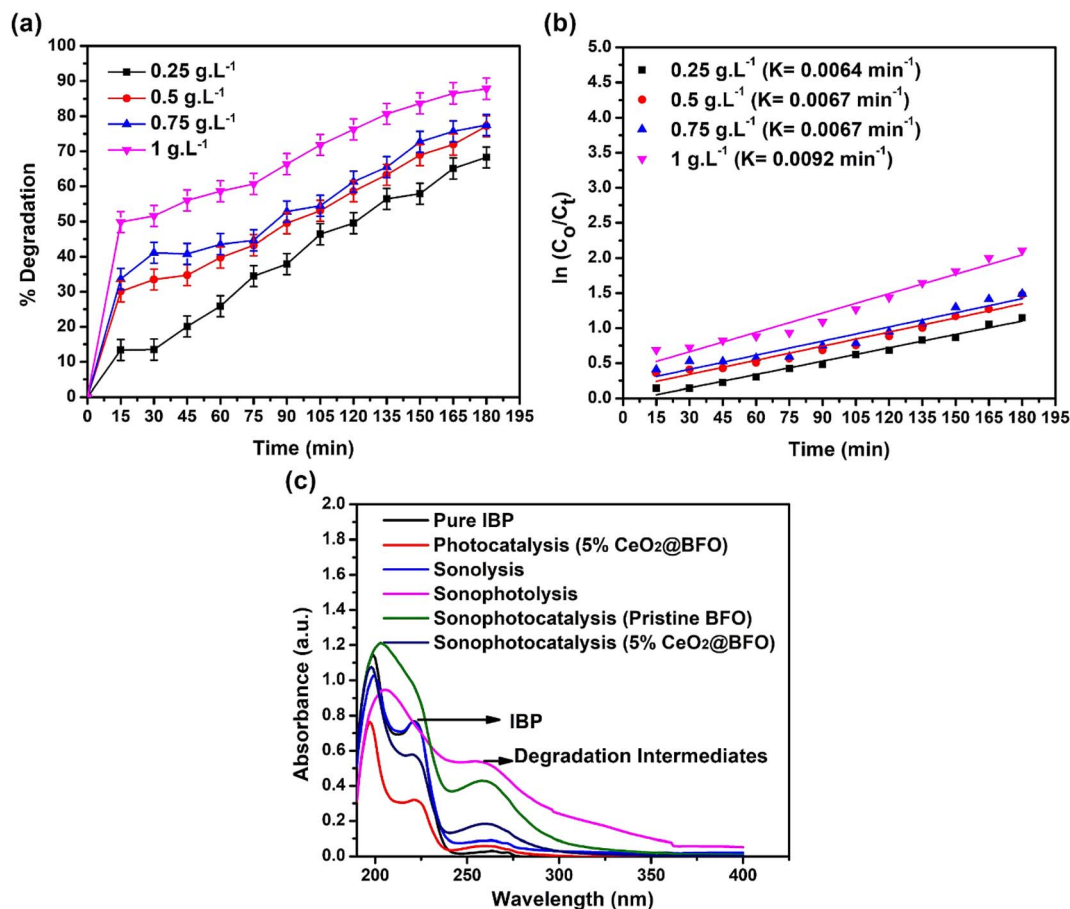 (a)
% Degradation
100
90
80
70
60
50
40
30
20
10
0
0.25 g.L⁻¹
0.5 g.L⁻¹
0.75 g.L⁻¹
1 g.L⁻¹
0 15 30 45 60 75 90 105 120 135 150 165 180 195
Time (min)
(b)
ln (C₀/Cₜ)
5.0
4.5
4.0
3.5
3.0
2.5
2.0
1.5
1.0
0.5
0.0
0.25 g.L⁻¹ (K= 0.0064 min⁻¹)
0.5 g.L⁻¹ (K= 0.0067 min⁻¹)
0.75 g.L⁻¹ (K= 0.0067 min⁻¹)
1 g.L⁻¹ (K= 0.0092 min⁻¹)
0 15 30 45 60 75 90 105 120 135 150 165 180 195
Time (min)
(c)
Absorbance (a.u.)
2.0
1.8
1.6
1.4
1.2
1.0
0.8
0.6
0.4
0.2
0.0
Pure IBP
Photocatalysis (5% CeO₂@BFO)
Sonolysis
Sonophotolysis
Sonophotocatalysis (Pristine BFO)
Sonophotocatalysis (5% CeO₂@BFO)
IBP
Degradation Intermediates
200 250 300 350 400
Wavelength (nm)